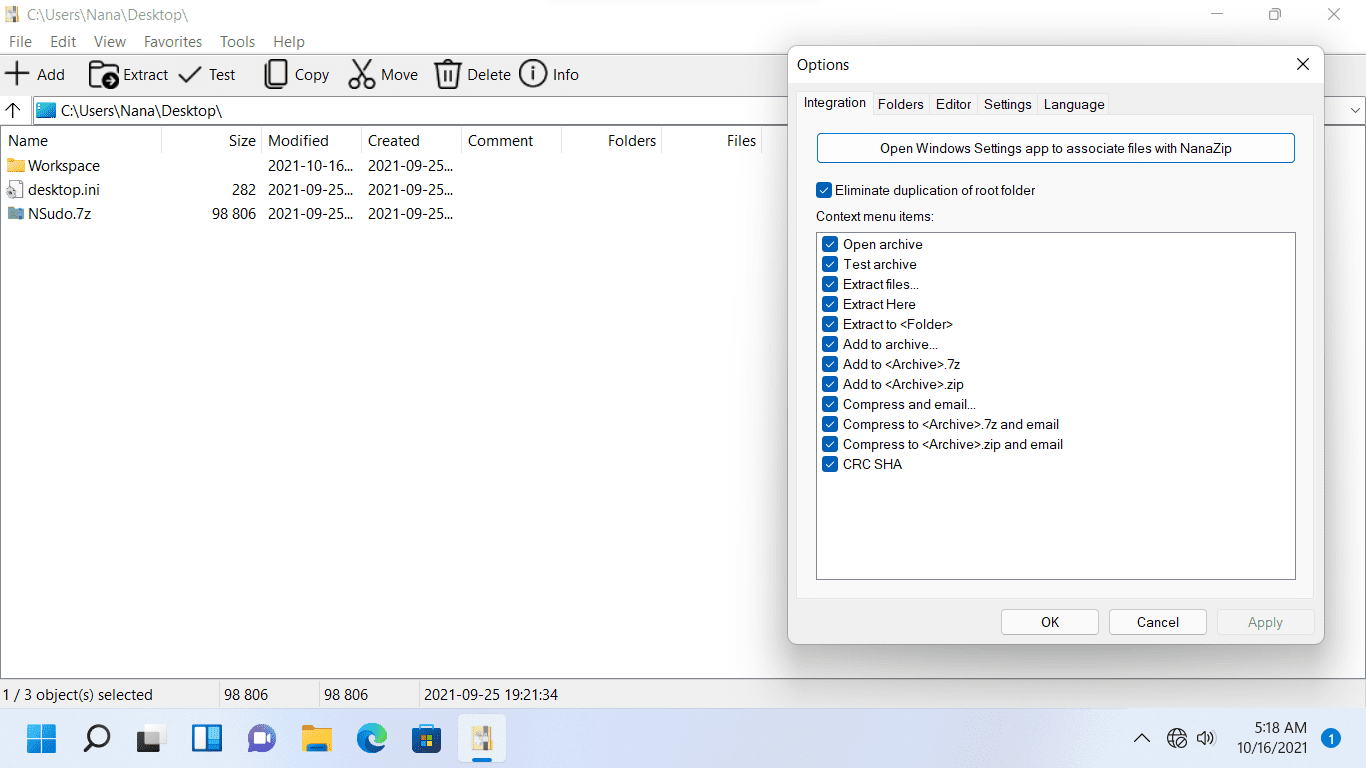 C:\Users\Nana\Desktop\
File Edit View Favorites Tools Help
Add Extract Test Copy Move Delete Info
C:\Users\Nana\Desktop\
Name Size Modified Created Comment Folders Files
Workspace 2021-10-16... 2021-09-25...
desktop.ini 282 2021-09-25... 2021-09-25...
NSudo.7z 98 806 2021-09-25... 2021-09-25...
Options
Integration Folders Editor Settings Language
Open Windows Settings app to associate files with NanaZip
Eliminate duplication of root folder
Context menu items:
Open archive
Test archive
Extract files...
Extract Here
Extract to <Folder>
Add to archive...
Add to <Archive>.7z
Add to <Archive>.zip
Compress and email...
Compress to <Archive>.7z and email
Compress to <Archive>.zip and email
CRC SHA
OK Cancel Apply
1 / 3 object(s) selected 98 806 98 806 2021-09-25 19:21:34
5:18 AM
10/16/2021
1